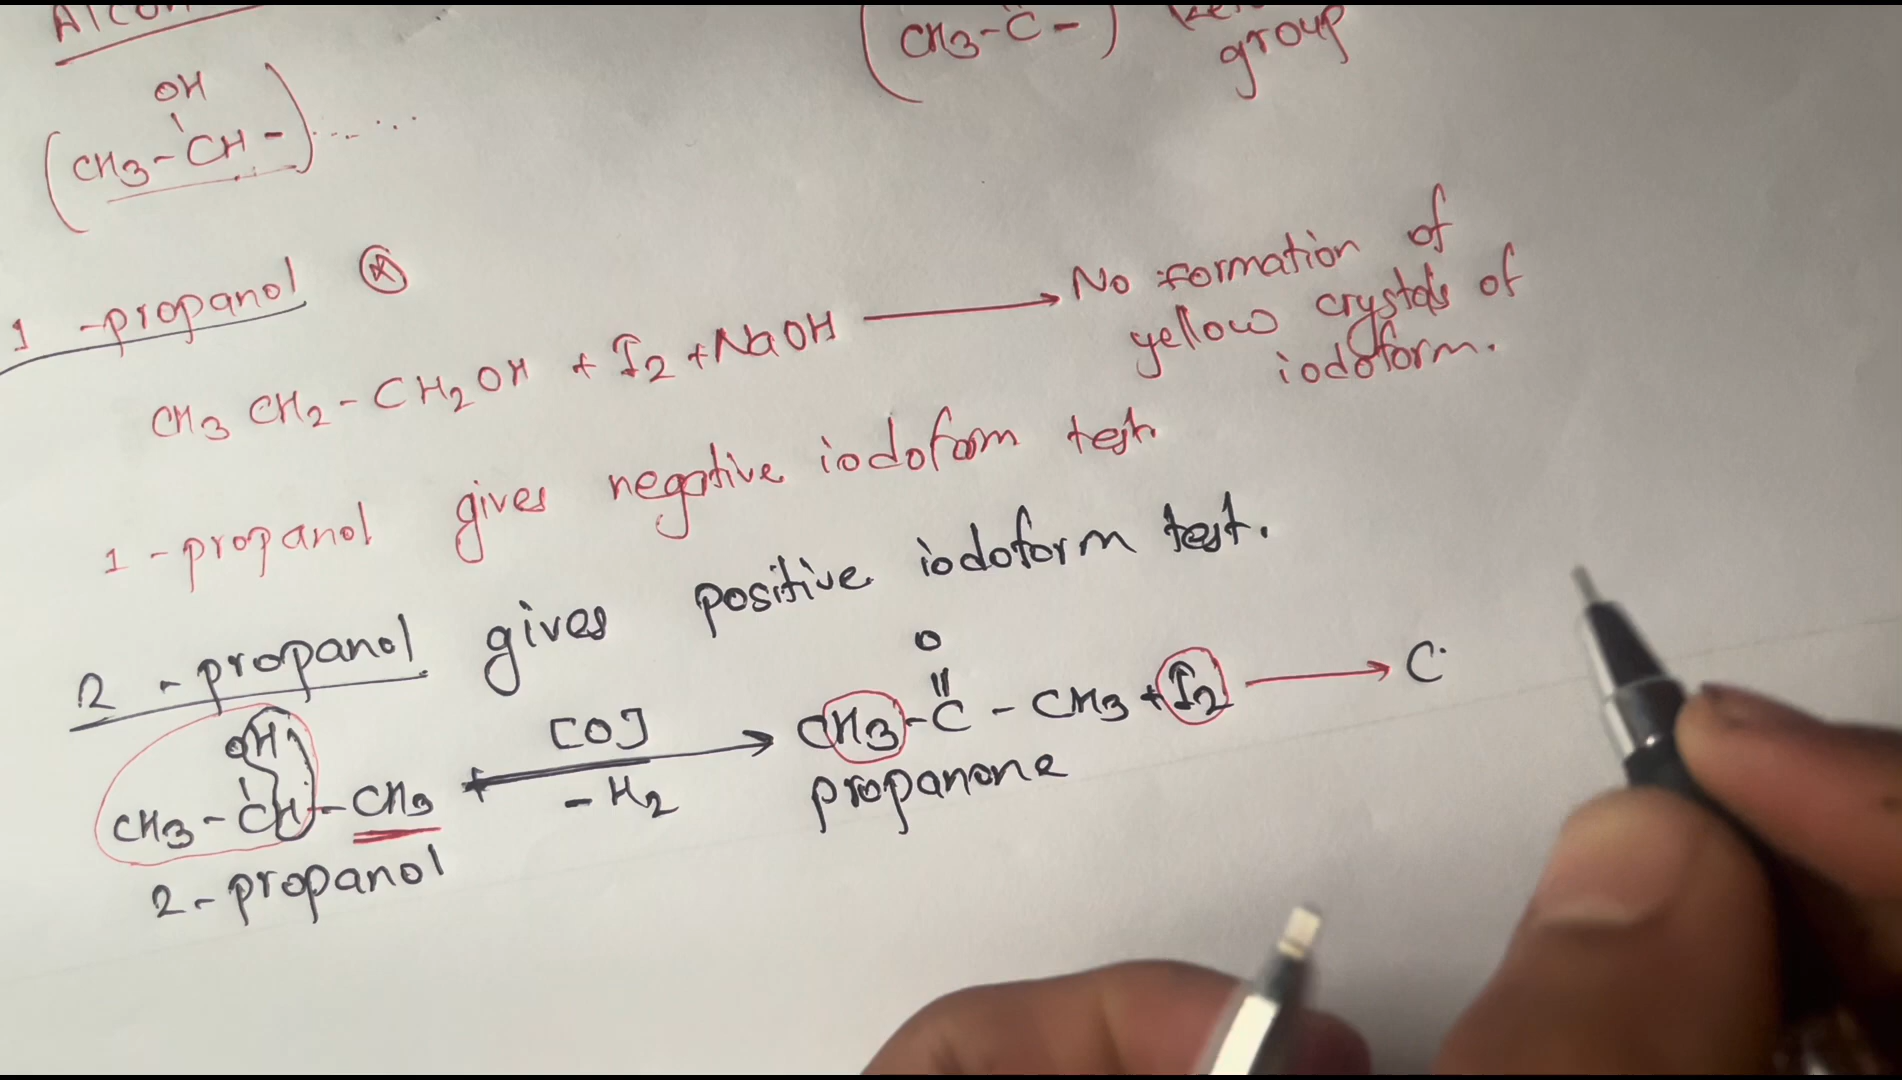 OH
(CH3-CH-).......
(CH3-C-)
group
1-propanol
CH3 CH2-CH2OH + I2 + NaOH → No formation of
yellow crystals of
iodoform.
1-propanol gives negative iodoform test.
2-propanol gives positive iodoform test.
OH
CH3-CH-CH3
2-propanol
[O]
-H2
O
||
CH3-C-CH3 + I2 → C
propanone